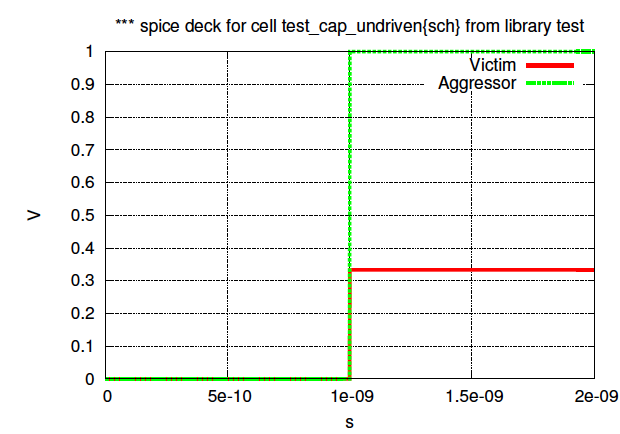 *** spice deck for cell test_cap_undriven{sch} from library test
1
Victim
0.9
Aggressor
0.8
0.7
0.6
0.5
V
0.4
0.3
0.2
0.1
0
0 5e-10 1e-09 1.5e-09 2e-09
s